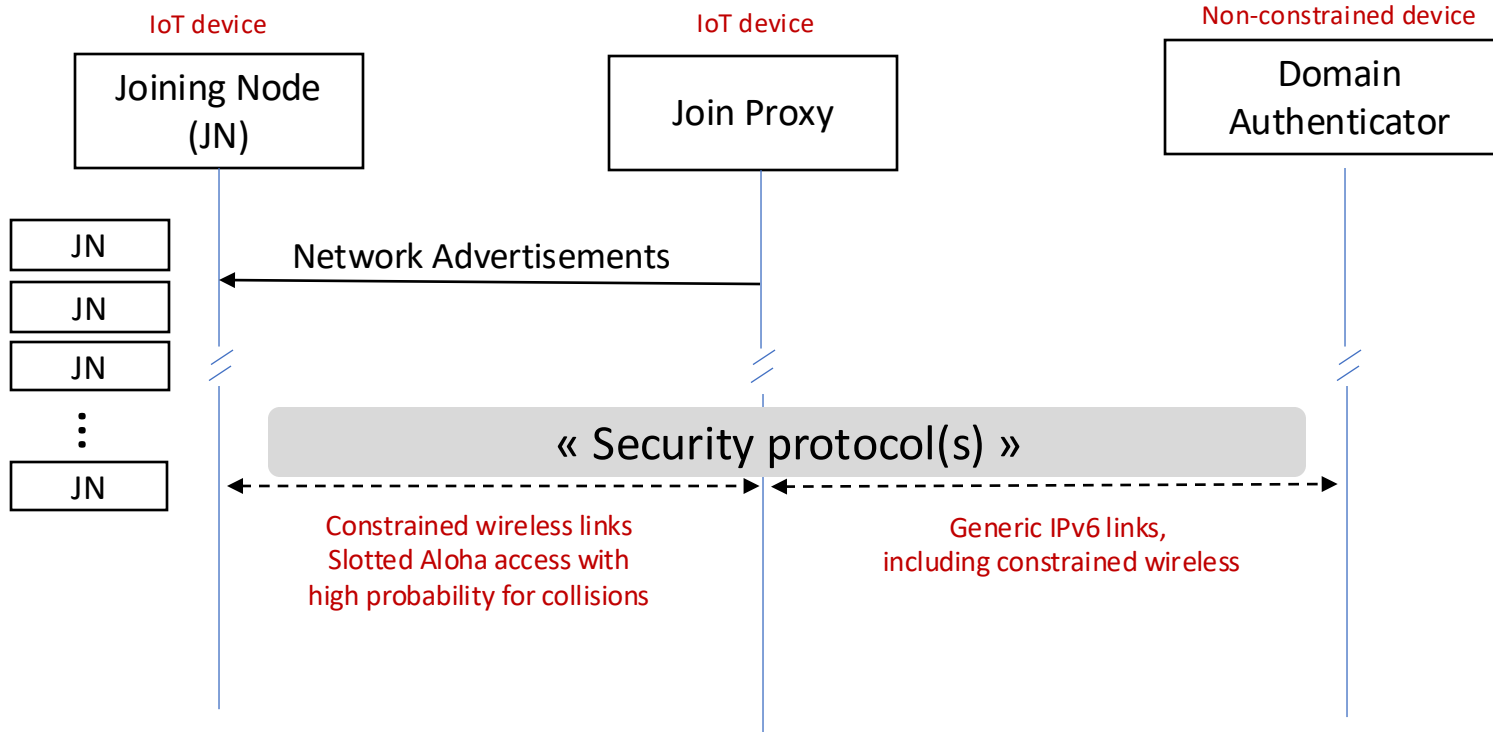 IoT device
IoT device
Non-constrained device
Joining Node
(JN)
Join Proxy
Domain
Authenticator
JN
Network Advertisements
JN
JN
⋮
« Security protocol(s) »
JN
Constrained wireless links
Slotted Aloha access with
high probability for collisions
Generic IPv6 links,
including constrained wireless